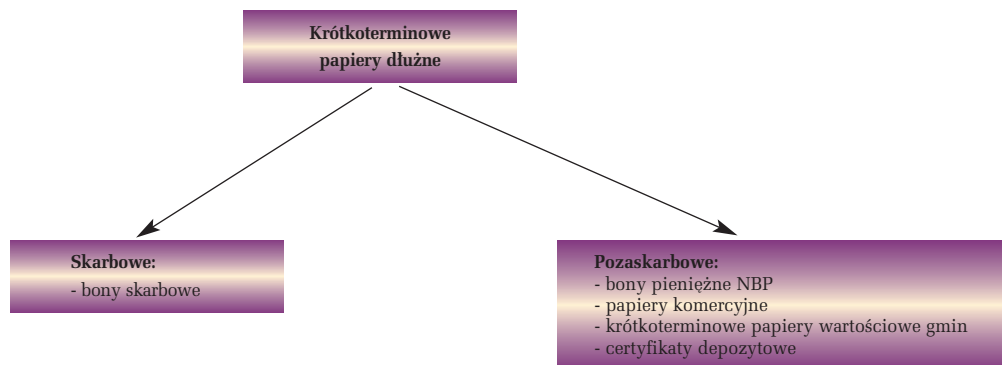 Krótkoterminowe
papiery dłużne
Skarbowe:
- bony skarbowe
Pozaskarbowe:
- bony pieniężne NBP
- papiery komercyjne
- krótkoterminowe papiery wartościowe gmin
- certyfikaty depozytowe